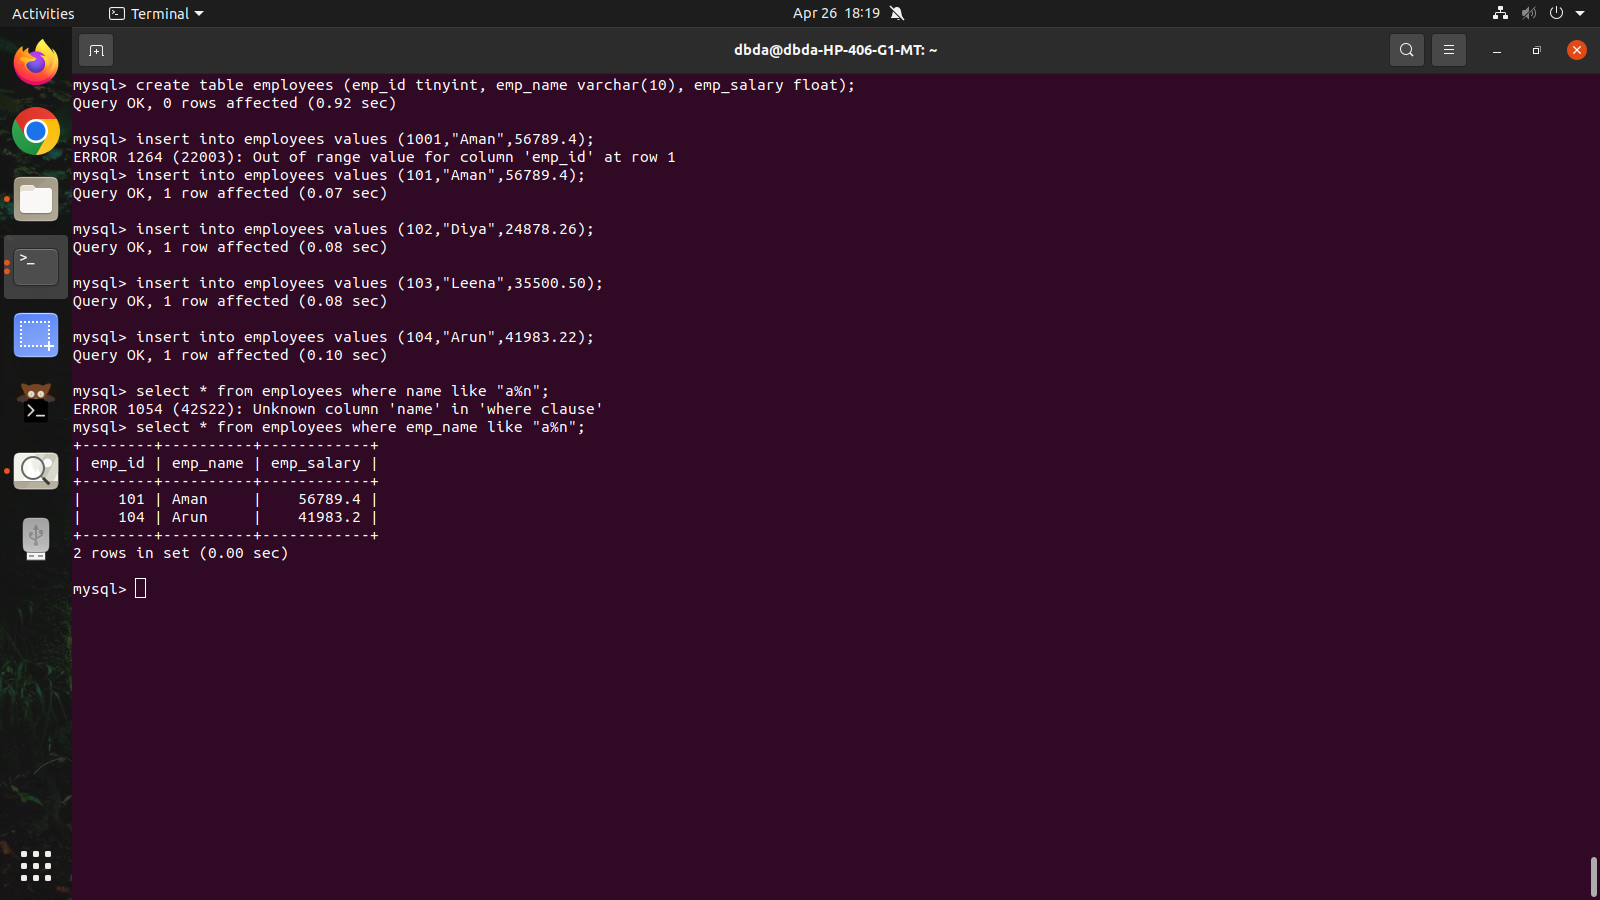 Activities Terminal Apr 26 18:19
dbda@dbda-HP-406-G1-MT: ~
mysql> create table employees (emp_id tinyint, emp_name varchar(10), emp_salary float);
Query OK, 0 rows affected (0.92 sec)
mysql> insert into employees values (1001,"Aman",56789.4);
ERROR 1264 (22003): Out of range value for column 'emp_id' at row 1
mysql> insert into employees values (101,"Aman",56789.4);
Query OK, 1 row affected (0.07 sec)
mysql> insert into employees values (102,"Diya",24878.26);
Query OK, 1 row affected (0.08 sec)
mysql> insert into employees values (103,"Leena",35500.50);
Query OK, 1 row affected (0.08 sec)
mysql> insert into employees values (104,"Arun",41983.22);
Query OK, 1 row affected (0.10 sec)
mysql> select * from employees where name like "a%n";
ERROR 1054 (42S22): Unknown column 'name' in 'where clause'
mysql> select * from employees where emp_name like "a%n";
+--------+----------+------------+
| emp_id | emp_name | emp_salary |
+--------+----------+------------+
|    101 | Aman     |    56789.4 |
|    104 | Arun     |    41983.2 |
+--------+----------+------------+
2 rows in set (0.00 sec)
mysql>